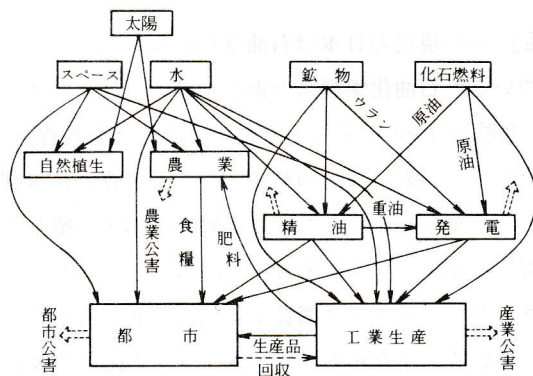 太陽
スペース
水
鉱物
化石燃料
ウラン
原油
原油
自然植生
農業
農業公害
食糧
肥料
精油
重油
発電
都市公害
都市
生産品
回収
工業生産
産業公害